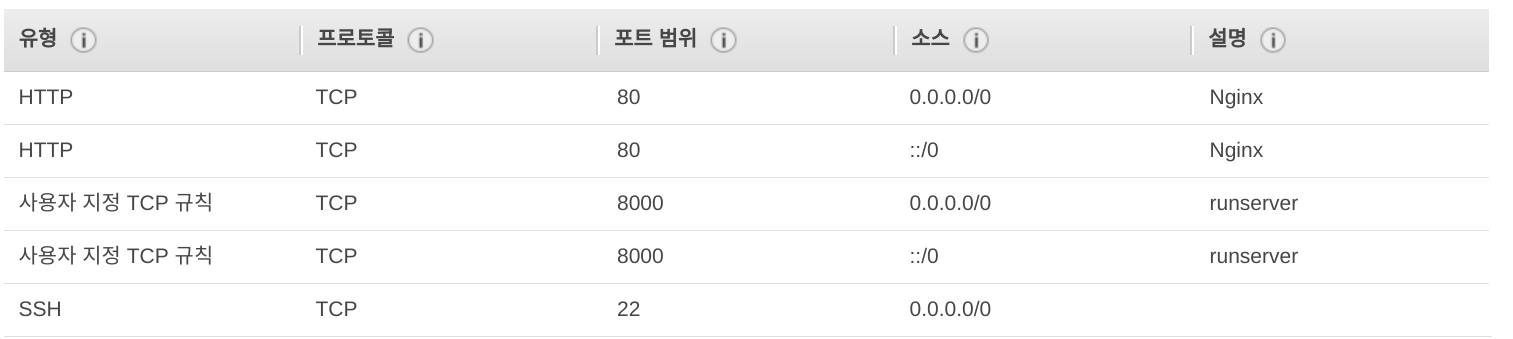 유형 프로토콜 포트 범위 소스 설명
HTTP TCP 80 0.0.0.0/0 Nginx
HTTP TCP 80 ::/0 Nginx
사용자 지정 TCP 규칙 TCP 8000 0.0.0.0/0 runserver
사용자 지정 TCP 규칙 TCP 8000 ::/0 runserver
SSH TCP 22 0.0.0.0/0